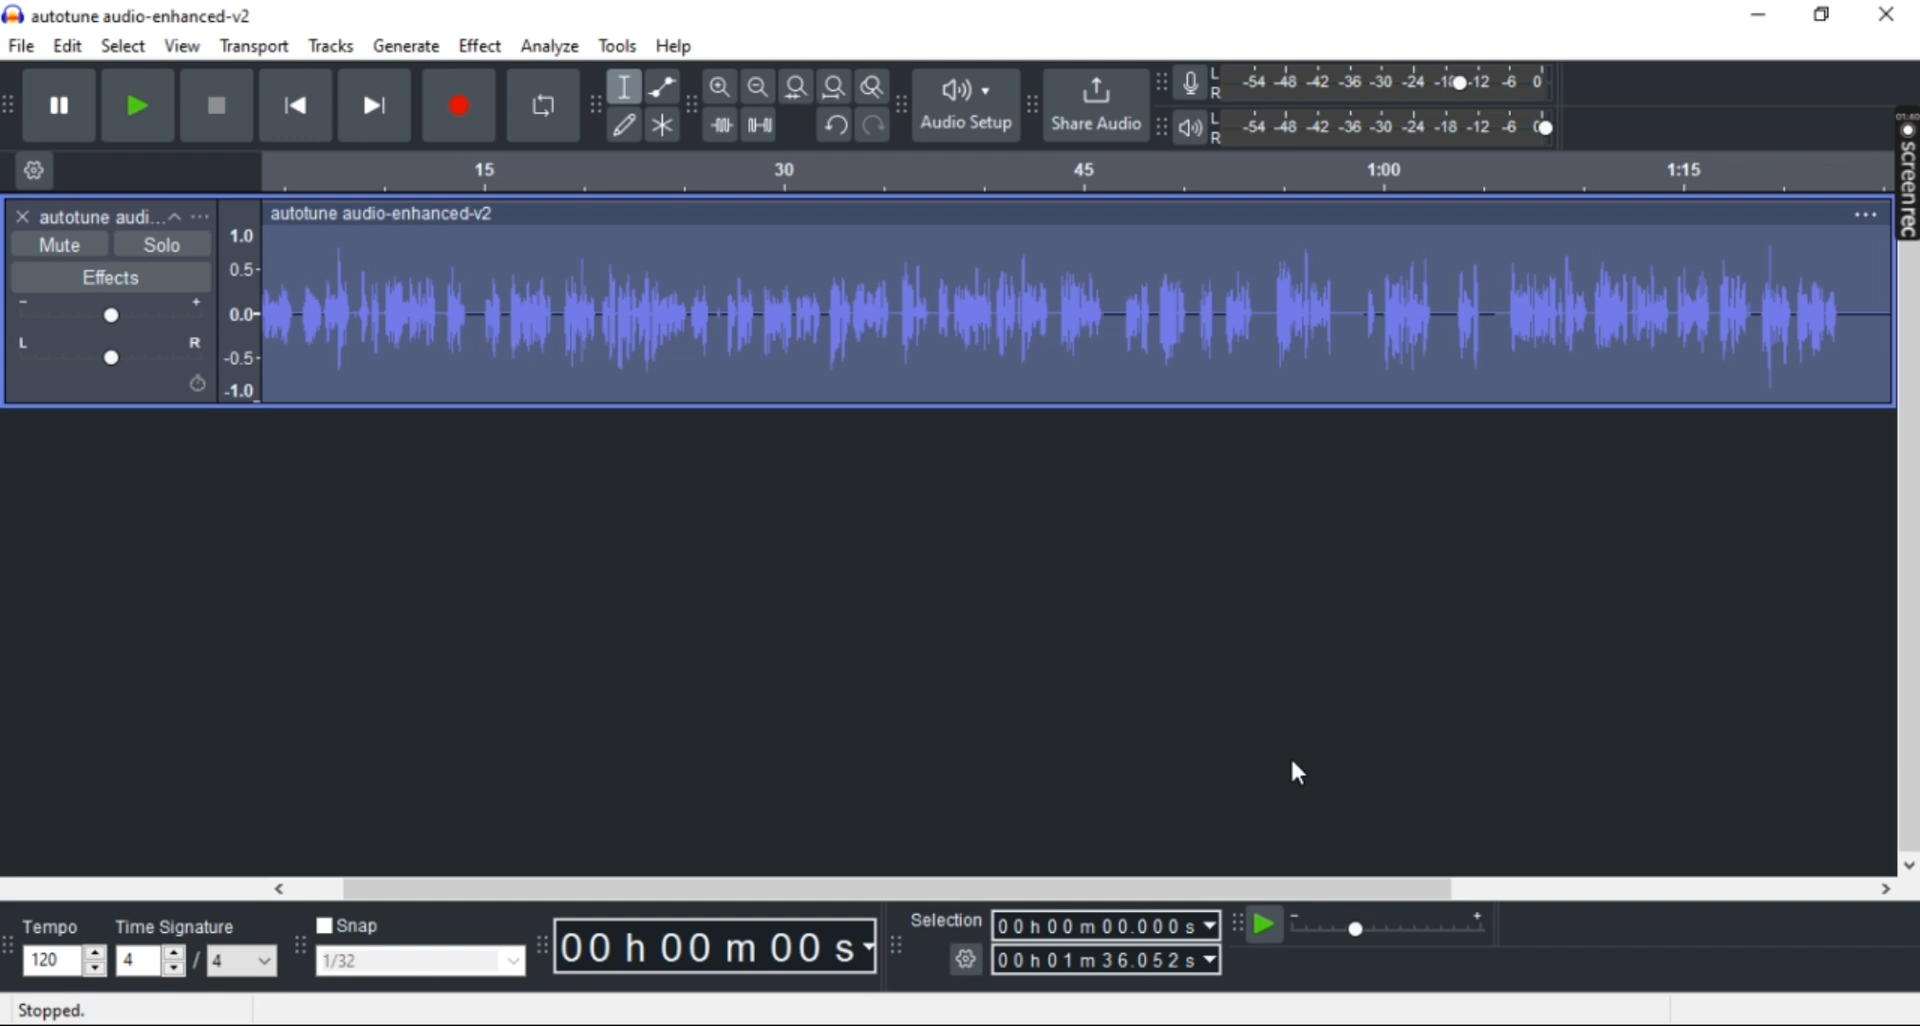 autotune audio-enhanced-v2
File Edit Select View Transport Tracks Generate Effect Analyze Tools Help
L -54 -48 -42 -36 -30 -24 -12 -6 0
R
Audio Setup
Share Audio
L -54 -48 -42 -36 -30 -24 -18 -12 -6
R
screenrec
15 30 45 1:00 1:15
autotune audi...
autotune audio-enhanced-v2
Mute Solo
Effects
- +
L R
1.0
0.5
0.0
-0.5
-1.0
Tempo Time Signature
120 4 / 4
Snap
1/32
00 h 00 m 00 s
Selection 00 h 00 m 00.000 s
00 h 01 m 36.052 s
- +
Stopped.